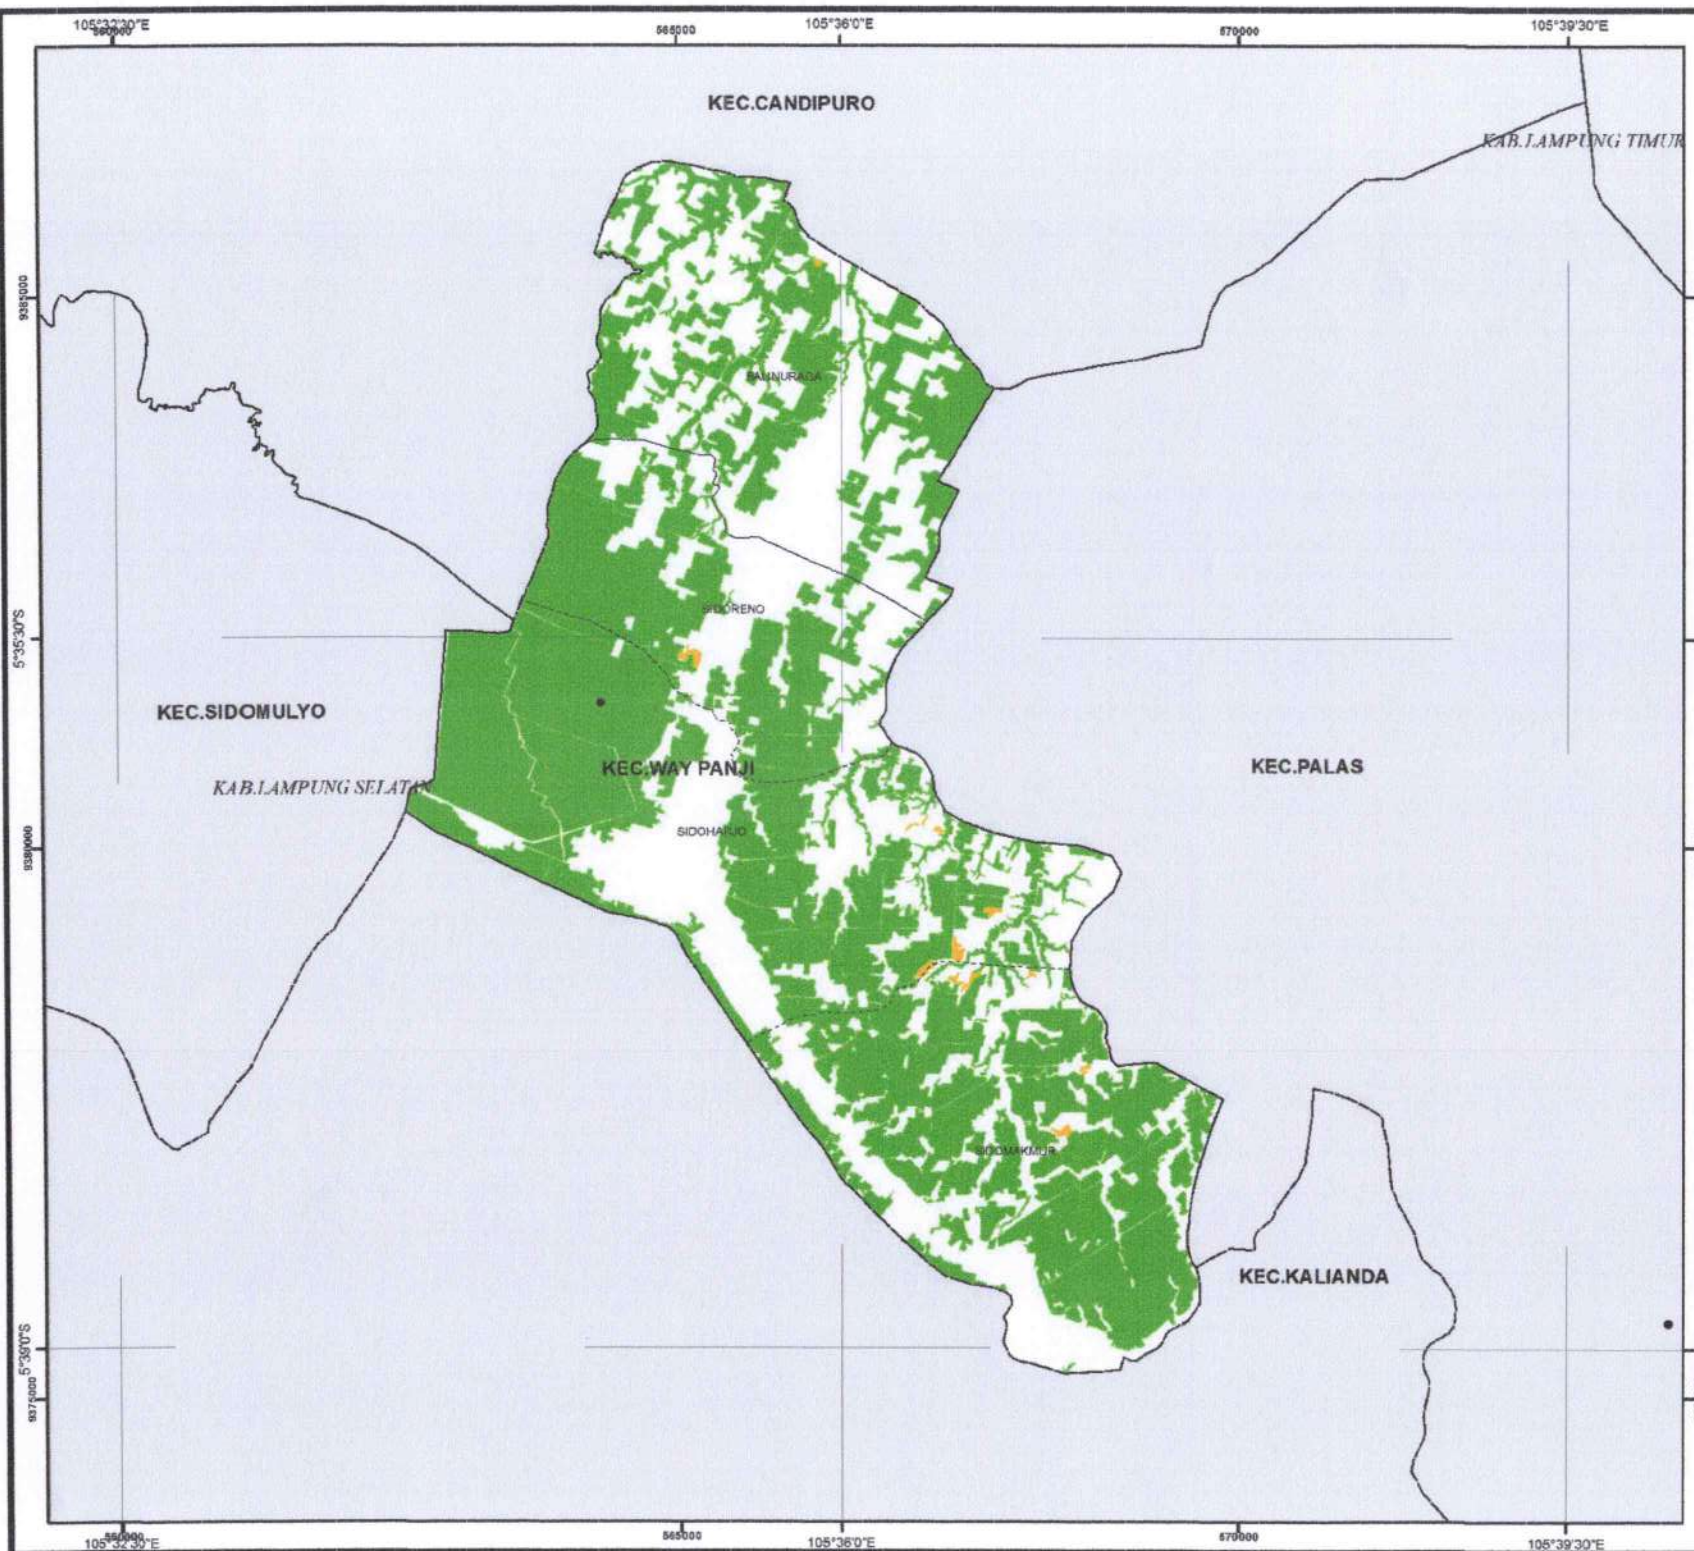 105°32'30"E 105°36'0"E 105°39'30"E
560000 565000 570000
KEC.CANDIPURO
KAB.LAMPUNG TIMUR
9385000
BALINURAGA
SIDORENO
5°35'30"S
KEC.SIDOMULYO
KEC.WAY PANJI
KEC.PALAS
KAB.LAMPUNG SELATAN
SIDOHARJO
9380000
SIDOMAKMUR
KEC.KALIANDA
5°39'0"S
9375000
560000 565000 570000
105°32'30"E 105°36'0"E 105°39'30"E